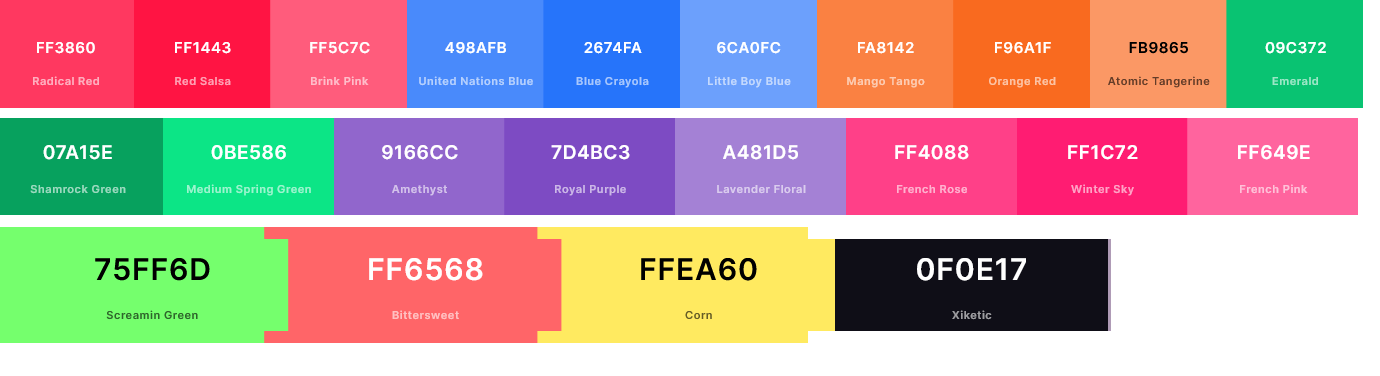 FF3860 FF1443 FF5C7C 498AFB 2674FA 6CA0FC FA8142 F96A1F FB9865 09C372
Radical Red Red Salsa Brink Pink United Nations Blue Blue Crayola Little Boy Blue Mango Tango Orange Red Atomic Tangerine Emerald
07A15E 0BE586 9166CC 7D4BC3 A481D5 FF4088 FF1C72 FF649E
Shamrock Green Medium Spring Green Amethyst Royal Purple Lavender Floral French Rose Winter Sky French Pink
75FF6D FF6568 FFEA60 0F0E17
Screamin Green Bittersweet Corn Xiketic